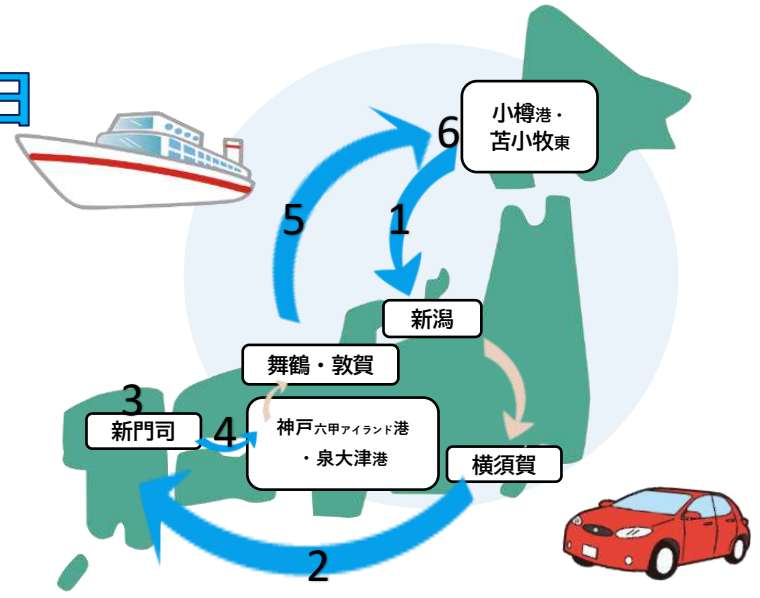 日
小樽港・
苫小牧東
6
5
1
新潟
舞鶴・敦賀
3
新門司
4
神戸六甲アイランド港
・泉大津港
横須賀
2